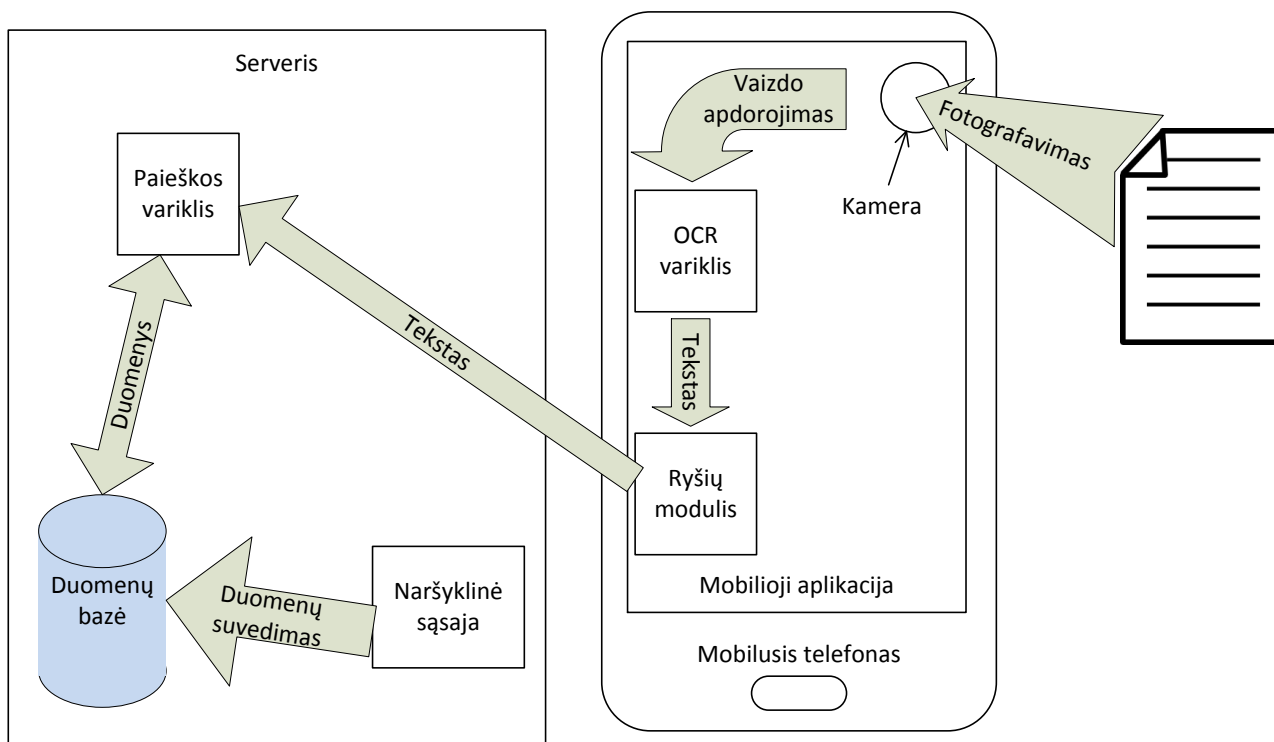 Serveris
Paieškos
variklis
Duomenys
Duomenų
bazė
Duomenų
suvedimas
Naršyklinė
sąsaja
Tekstas
Vaizdo
apdorojimas
Kamera
Fotografavimas
OCR
variklis
Tekstas
Ryšių
modulis
Mobilioji aplikacija
Mobilusis telefonas